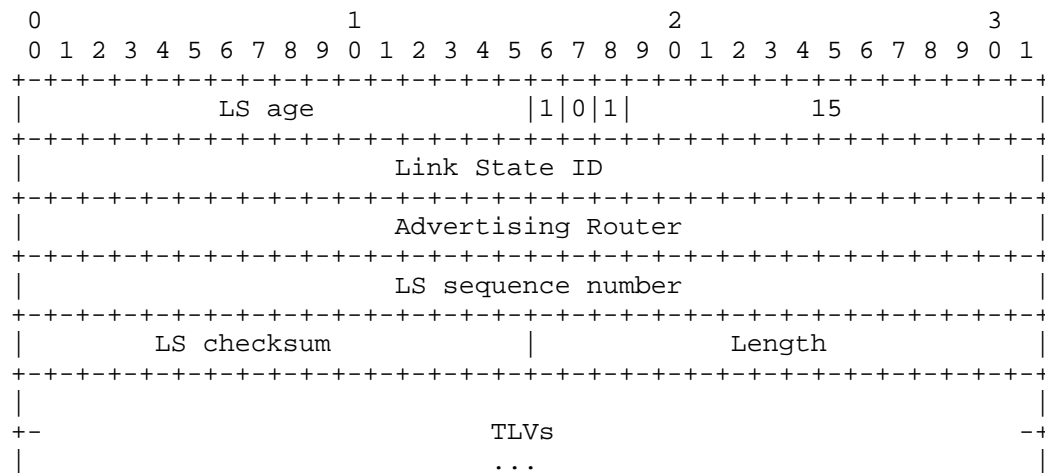 0                   1                   2                   3
 0 1 2 3 4 5 6 7 8 9 0 1 2 3 4 5 6 7 8 9 0 1 2 3 4 5 6 7 8 9 0 1
+-+-+-+-+-+-+-+-+-+-+-+-+-+-+-+-+-+-+-+-+-+-+-+-+-+-+-+-+-+-+-+-+
|            LS age             |1|0|1|           15            |
+-+-+-+-+-+-+-+-+-+-+-+-+-+-+-+-+-+-+-+-+-+-+-+-+-+-+-+-+-+-+-+-+
|                       Link State ID                           |
+-+-+-+-+-+-+-+-+-+-+-+-+-+-+-+-+-+-+-+-+-+-+-+-+-+-+-+-+-+-+-+-+
|                       Advertising Router                      |
+-+-+-+-+-+-+-+-+-+-+-+-+-+-+-+-+-+-+-+-+-+-+-+-+-+-+-+-+-+-+-+-+
|                       LS sequence number                      |
+-+-+-+-+-+-+-+-+-+-+-+-+-+-+-+-+-+-+-+-+-+-+-+-+-+-+-+-+-+-+-+-+
|        LS checksum            |            Length             |
+-+-+-+-+-+-+-+-+-+-+-+-+-+-+-+-+-+-+-+-+-+-+-+-+-+-+-+-+-+-+-+-+
|                                                               |
+-                            TLVs                             -+
|                             ...                               |